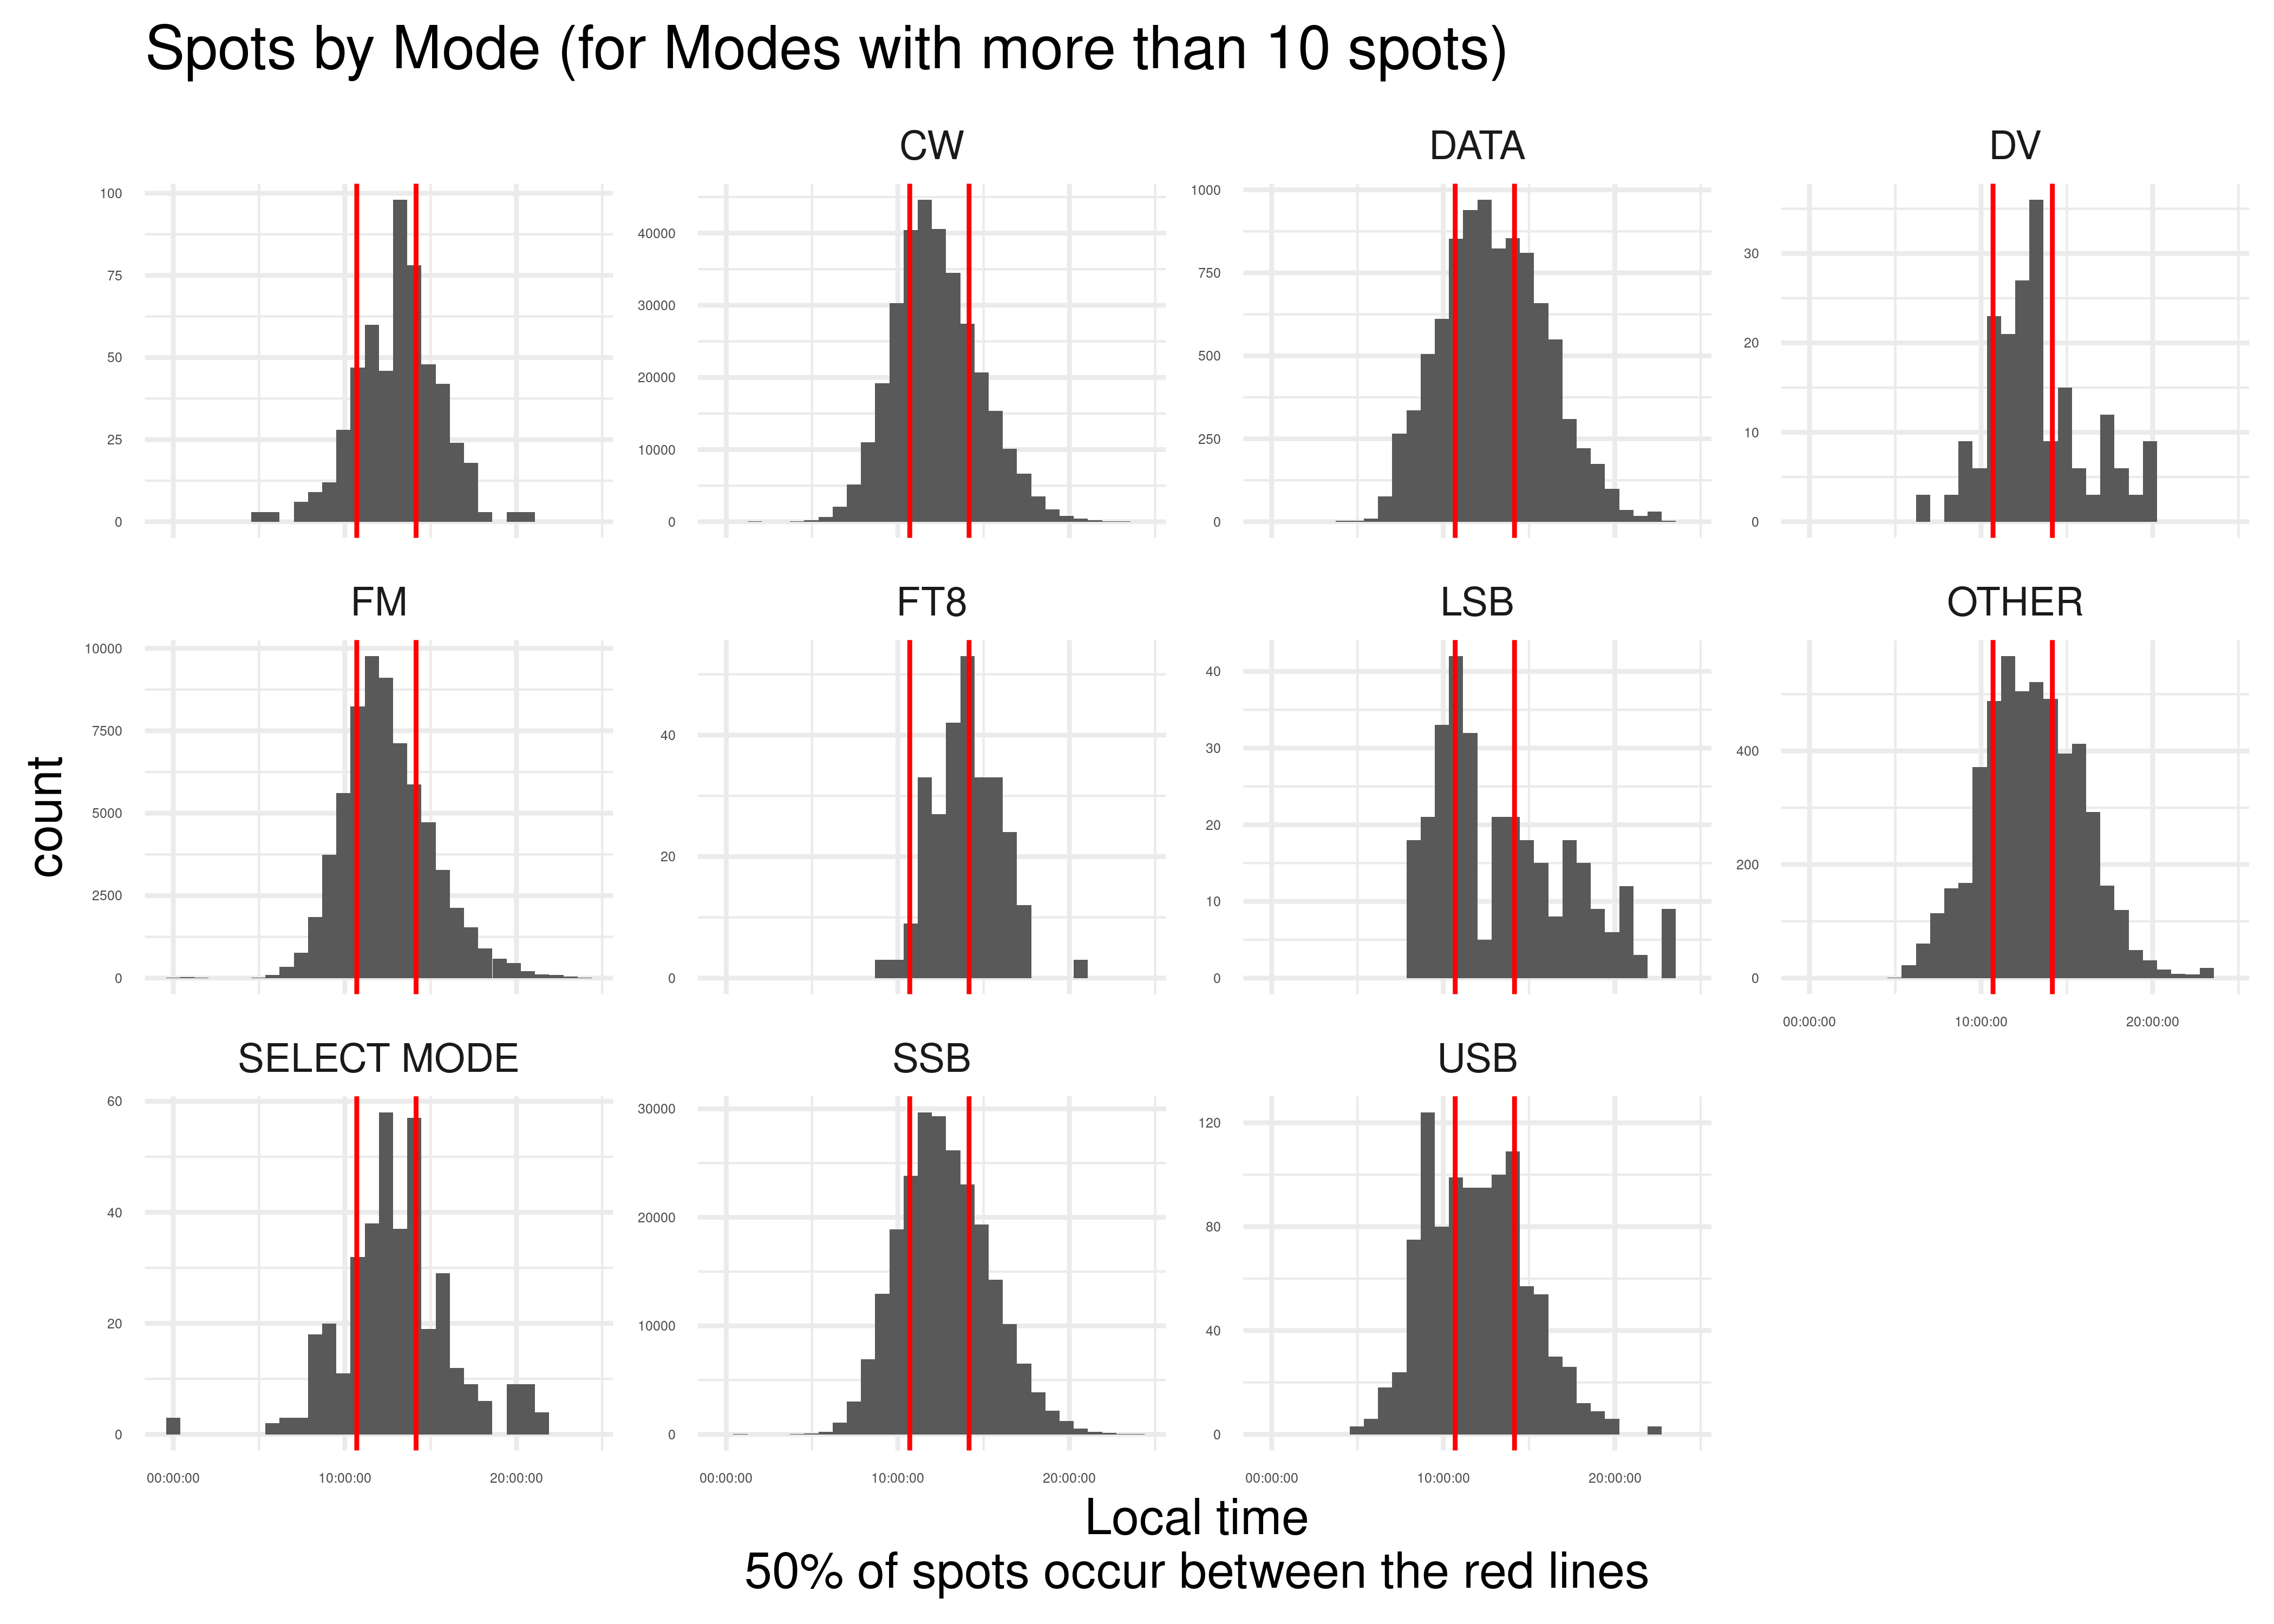 Spots by Mode (for Modes with more than 10 spots)
CW
DATA
DV
100
75
50
25
0
40000
30000
20000
10000
0
1000
750
500
250
0
30
20
10
0
FM
FT8
LSB
OTHER
10000
7500
5000
2500
0
40
20
0
40
30
20
10
0
400
200
0
00:00:00 10:00:00 20:00:00
count
SELECT MODE
SSB
USB
60
40
20
0
30000
20000
10000
0
120
80
40
0
00:00:00 10:00:00 20:00:00
00:00:00 10:00:00 20:00:00
00:00:00 10:00:00 20:00:00
Local time
50% of spots occur between the red lines